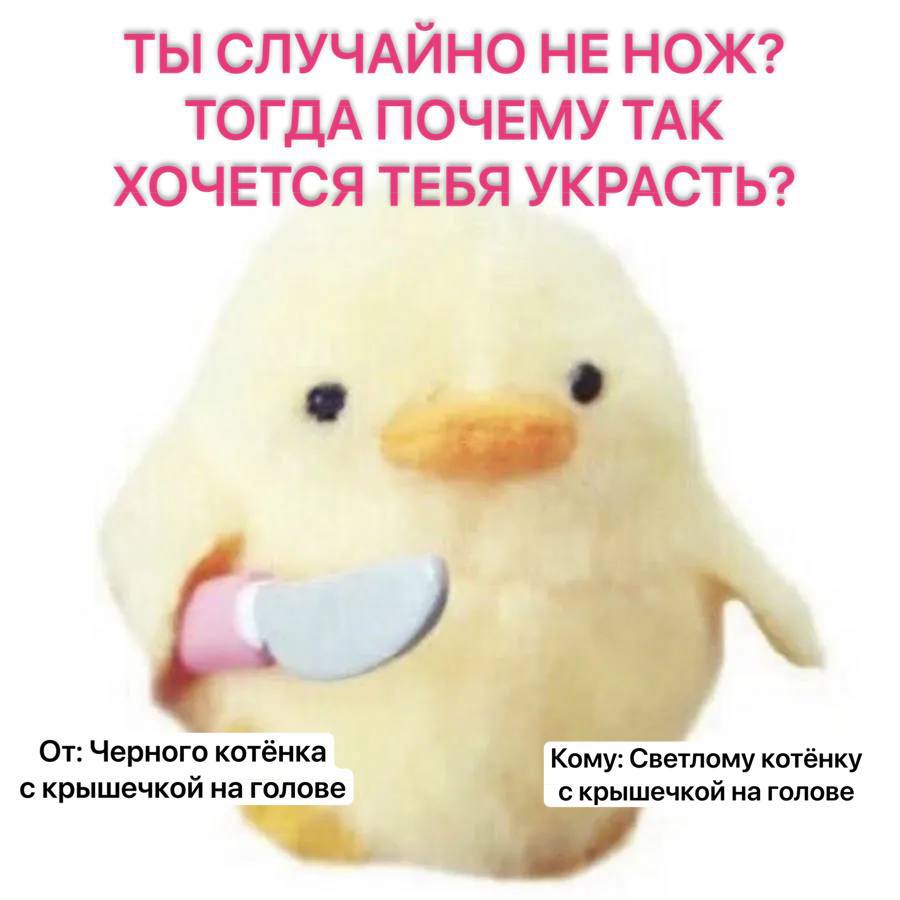 ТЫ СЛУЧАЙНО НЕ НОЖ?
ТОГДА ПОЧЕМУ ТАК
ХОЧЕТСЯ ТЕБЯ УКРАСТЬ?
От: Черного котёнка
с крышечкой на голове
Кому: Светлому котёнку
с крышечкой на голове